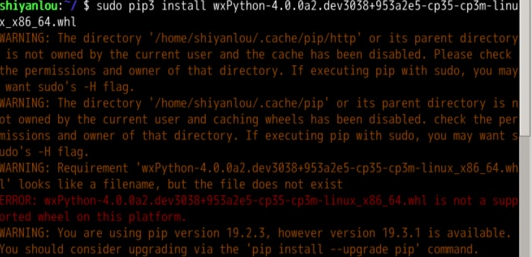 shiyanlou:~/ $ sudo pip3 install wxPython-4.0.0a2.dev3038+953a2e5-cp35-cp3m-linu
x_x86_64.whl
WARNING: The directory '/home/shiyanlou/.cache/pip/http' or its parent directory
 is not owned by the current user and the cache has been disabled. Please check
the permissions and owner of that directory. If executing pip with sudo, you may
 want sudo's -H flag.
WARNING: The directory '/home/shiyanlou/.cache/pip' or its parent directory is n
ot owned by the current user and caching wheels has been disabled. check the per
missions and owner of that directory. If executing pip with sudo, you may want s
udo's -H flag.
WARNING: Requirement 'wxPython-4.0.0a2.dev3038+953a2e5-cp35-cp3m-linux_x86_64.wh
l' looks like a filename, but the file does not exist
ERROR: wxPython-4.0.0a2.dev3038+953a2e5-cp35-cp3m-linux_x86_64.whl is not a supp
orted wheel on this platform.
WARNING: You are using pip version 19.2.3, however version 19.3.1 is available.
You should consider upgrading via the 'pip install --upgrade pip' command.